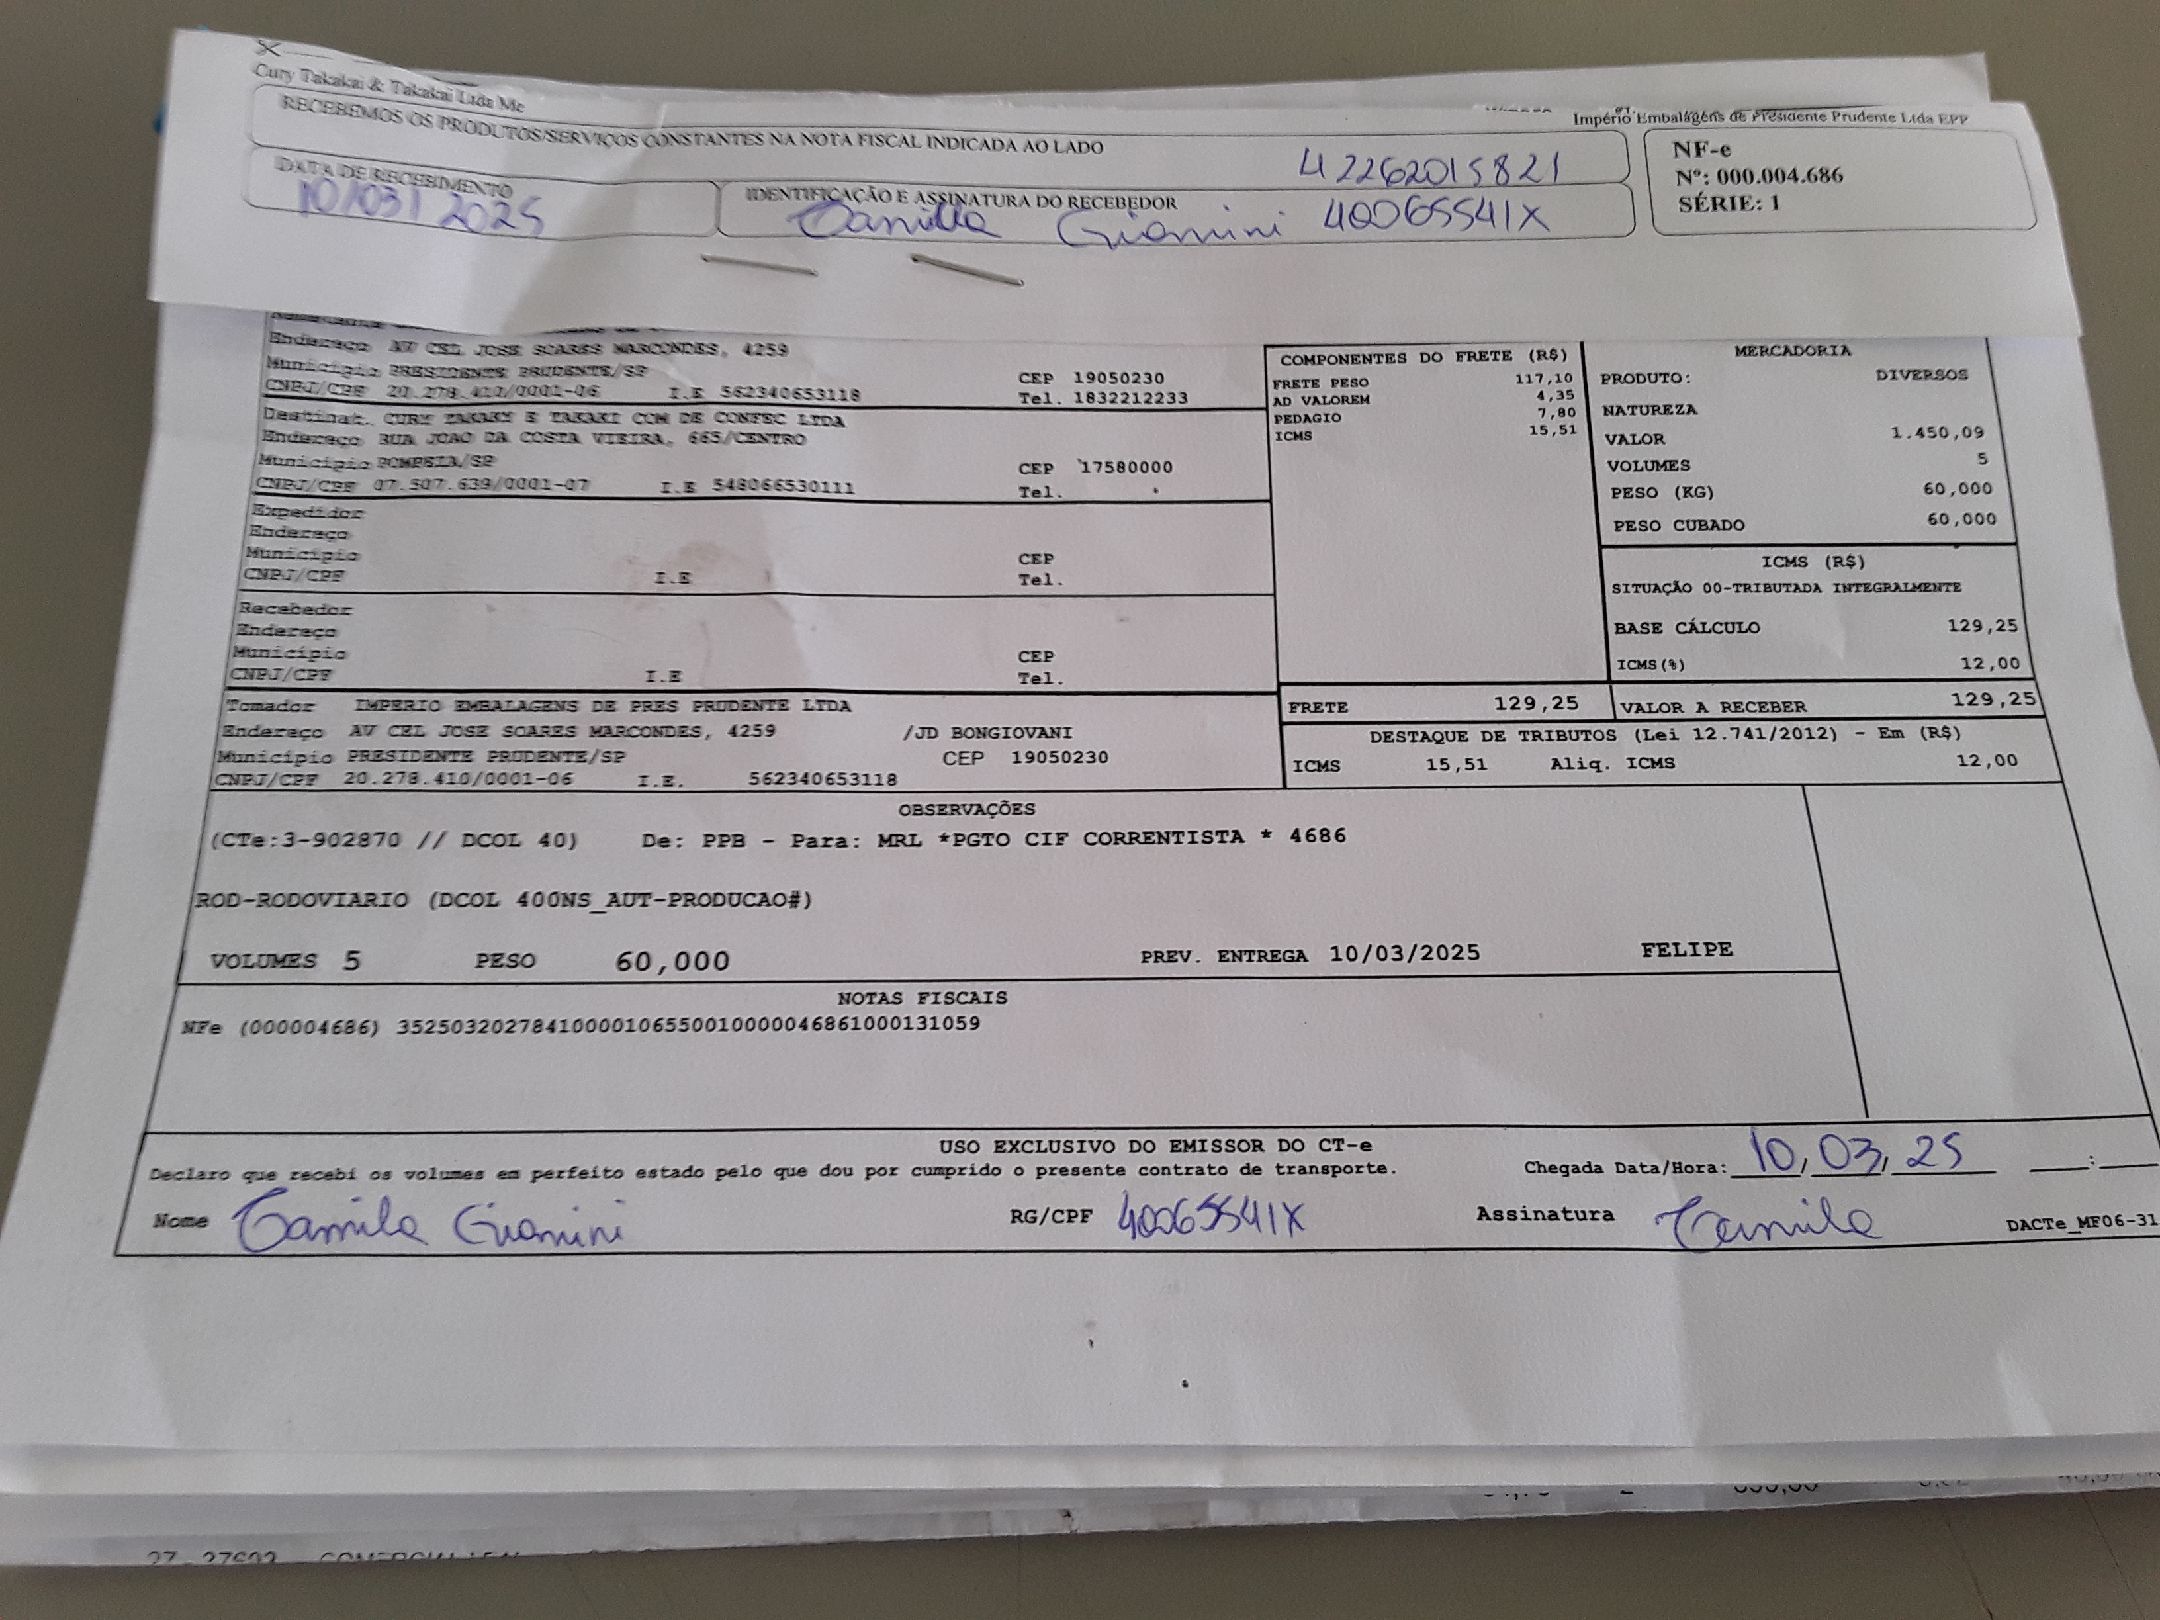 Cury Takakai & Takakai Ltda Me
Império Embalagens de Presidente Prudente Ltda EPP
RECEBEMOS OS PRODUTOS/SERVIÇOS CONSTANTES NA NOTA FISCAL INDICADA AO LADO
42262015821
NF-e
Nº: 000.004.686
SÉRIE: 1
DATA DE RECEBIMENTO
10/03/2025
IDENTIFICAÇÃO E ASSINATURA DO RECEBEDOR
Camila Gianini 40065541X
Endereço AV CEL JOSE SOARES MARCONDES, 4259
Município PRESIDENTE PRUDENTE/SP CEP 19050230
CNPJ/CPF 20.278.410/0001-06 I.E 562340653118 Tel. 1832212233
Destinat. CURY TAKAKY E TAKAKI COM DE CONFEC LTDA
Endereço RUA JOAO DA COSTA VIEIRA, 665/CENTRO
Município POMPEIA/SP CEP 17580000
CNPJ/CPF 07.507.639/0001-07 I.E 548066530111 Tel.
Expedidor
Endereço
Município CEP
CNPJ/CPF I.E Tel.
Recebedor
Endereço
Município CEP
CNPJ/CPF I.E Tel.
Tomador IMPERIO EMBALAGENS DE PRES PRUDENTE LTDA
Endereço AV CEL JOSE SOARES MARCONDES, 4259 /JD BONGIOVANI
Município PRESIDENTE PRUDENTE/SP CEP 19050230
CNPJ/CPF 20.278.410/0001-06 I.E. 562340653118
COMPONENTES DO FRETE (R$)
FRETE PESO 117,10
AD VALOREM 4,35
PEDAGIO 7,80
ICMS 15,51
MERCADORIA
PRODUTO: DIVERSOS
NATUREZA
VALOR 1.450,09
VOLUMES 5
PESO (KG) 60,000
PESO CUBADO 60,000
ICMS (R$)
SITUAÇÃO 00-TRIBUTADA INTEGRALMENTE
BASE CÁLCULO 129,25
ICMS(%) 12,00
FRETE 129,25 VALOR A RECEBER 129,25
DESTAQUE DE TRIBUTOS (Lei 12.741/2012) - Em (R$)
ICMS 15,51 Aliq. ICMS 12,00
OBSERVAÇÕES
(CTe:3-902870 // DCOL 40) De: PPB - Para: MRL *PGTO CIF CORRENTISTA * 4686
ROD-RODOVIARIO (DCOL 400NS_AUT-PRODUCAO#)
VOLUMES 5 PESO 60,000 PREV. ENTREGA 10/03/2025 FELIPE
NOTAS FISCAIS
NFe (000004686) 35250320278410000106550010000046861000131059
USO EXCLUSIVO DO EMISSOR DO CT-e
Declaro que recebi os volumes em perfeito estado pelo que dou por cumprido o presente contrato de transporte. Chegada Data/Hora: 10/03/25 __:__
Nome Camila Gianini RG/CPF 40065541X Assinatura Camila DACTe_MF06-31